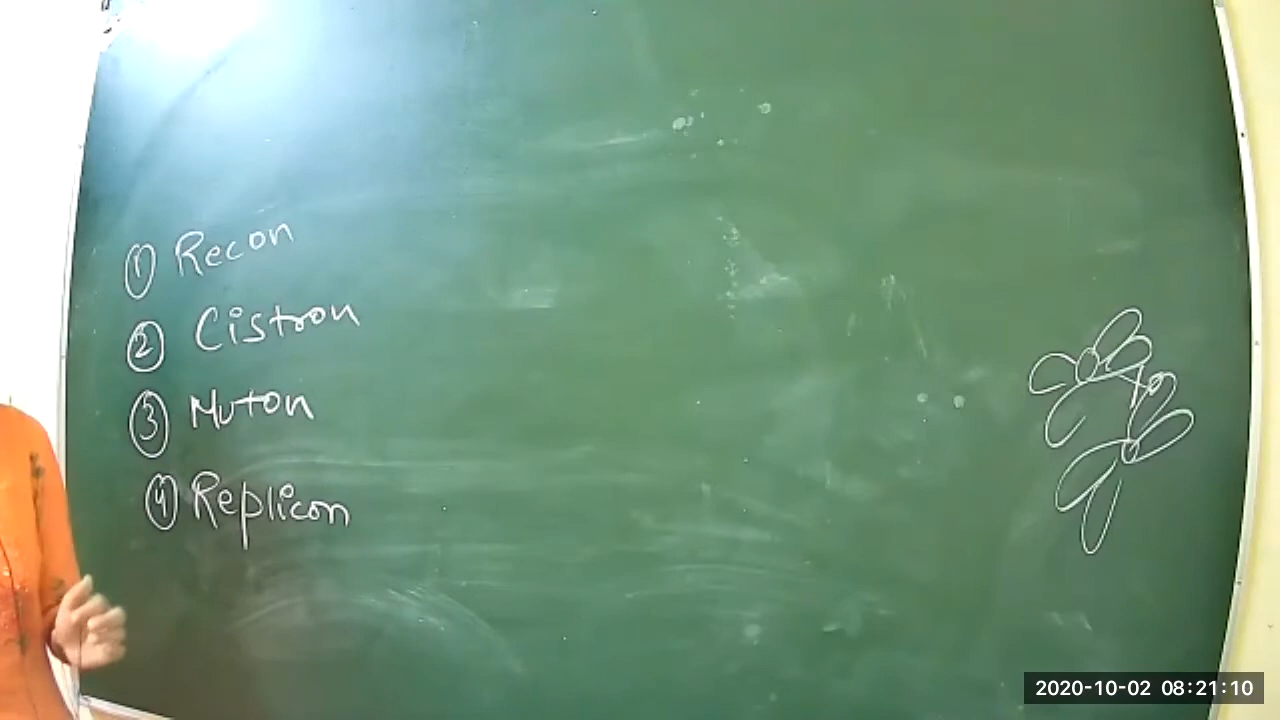 ① Recon
② Cistron
③ Muton
④ Replicon
2020-10-02 08:21:10